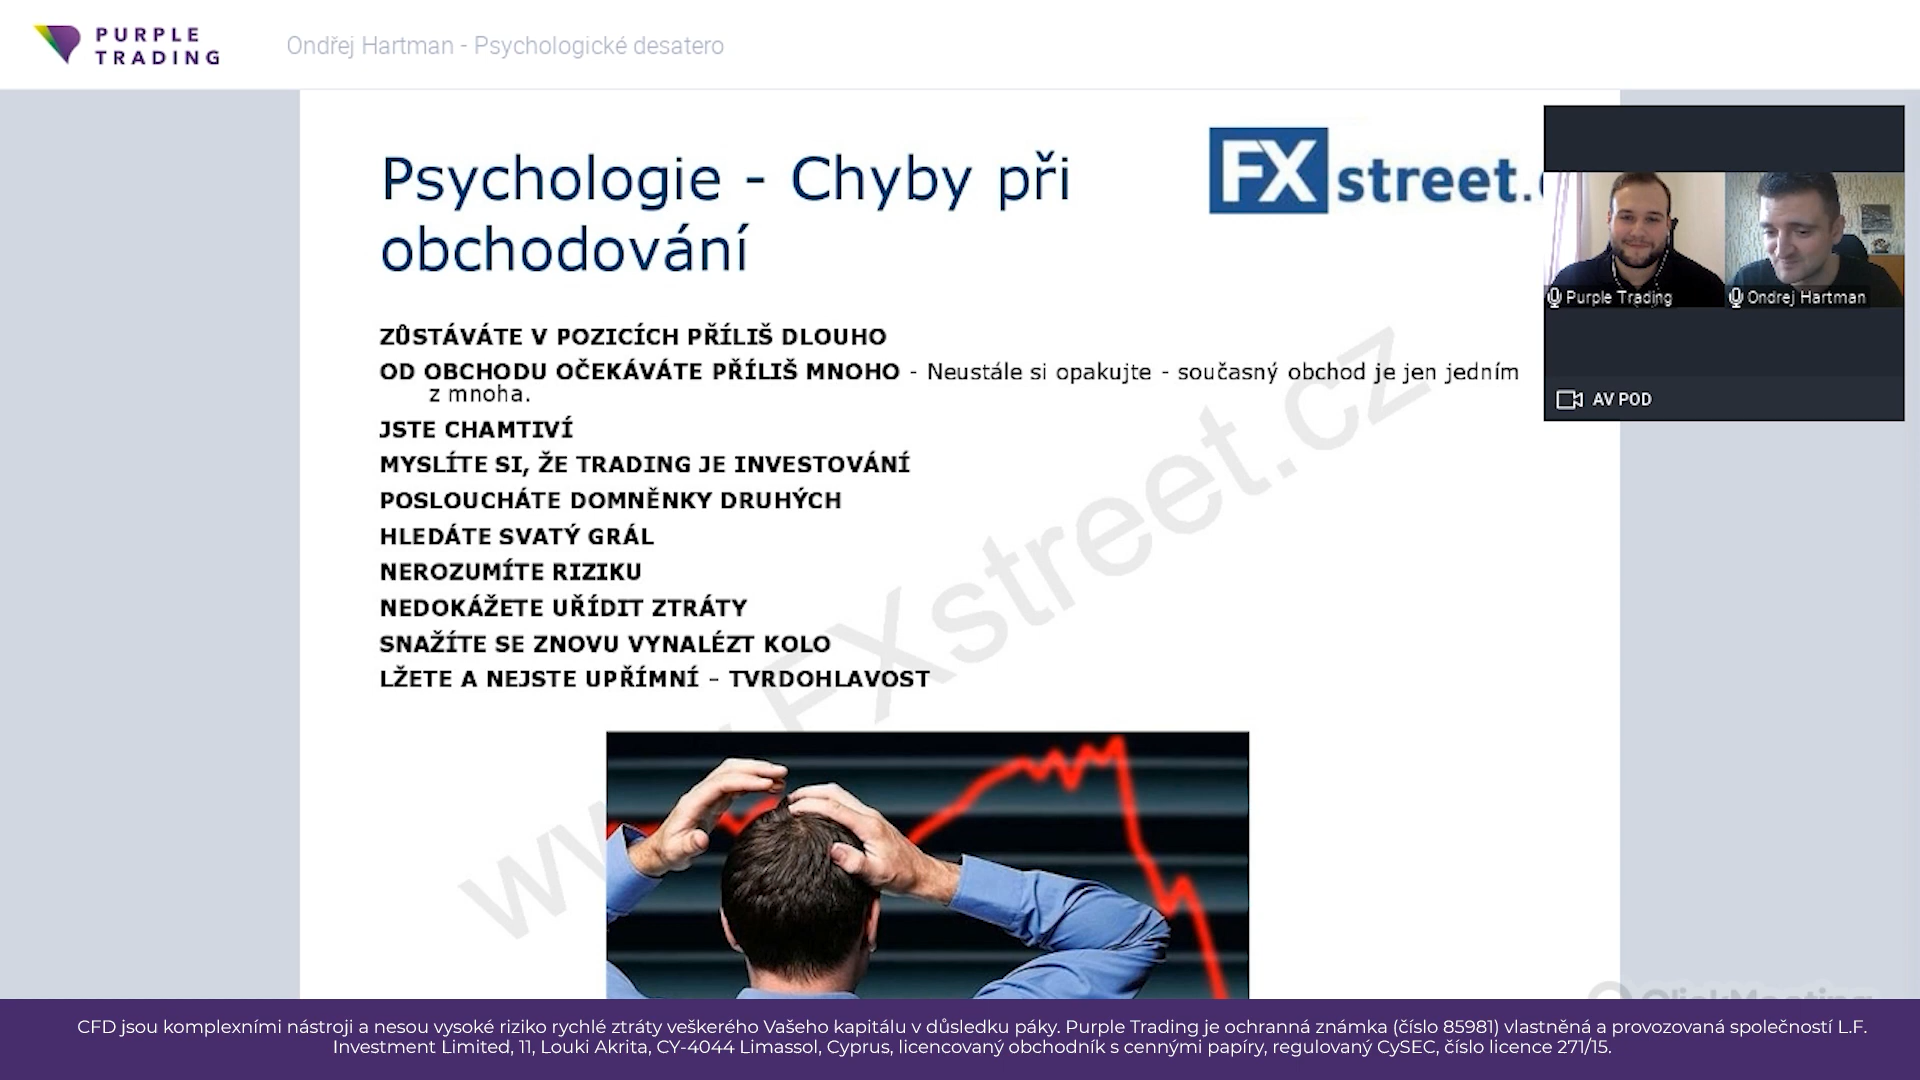 PURPLE
TRADING
Ondřej Hartman - Psychologické desatero
Psychologie - Chyby při
obchodování
FXstreet.
ZŮSTÁVÁTE V POZICÍCH PŘÍLIŠ DLOUHO
OD OBCHODU OČEKÁVÁTE PŘÍLIŠ MNOHO - Neustále si opakujte - současný obchod je jen jedním
z mnoha.
JSTE CHAMTIVÍ
MYSLÍTE SI, ŽE TRADING JE INVESTOVÁNÍ
POSLOUCHÁTE DOMNĚNKY DRUHÝCH
HLEDÁTE SVATÝ GRÁL
NEROZUMÍTE RIZIKU
NEDOKÁŽETE UŘÍDIT ZTRÁTY
SNAŽÍTE SE ZNOVU VYNALÉZT KOLO
LŽETE A NEJSTE UPŘÍMNÍ – TVRDOHLAVOST
FXstreet.cz
Purple Trading
Ondrej Hartman
AV POD
CFD jsou komplexními nástroji a nesou vysoké riziko rychlé ztráty veškerého Vašeho kapitálu v důsledku páky. Purple Trading je ochranná známka (číslo 85981) vlastněná a provozovaná společností L.F.
Investment Limited, 11, Louki Akrita, CY-4044 Limassol, Cyprus, licencovaný obchodník s cennými papíry, regulovaný CySEC, číslo licence 271/15.